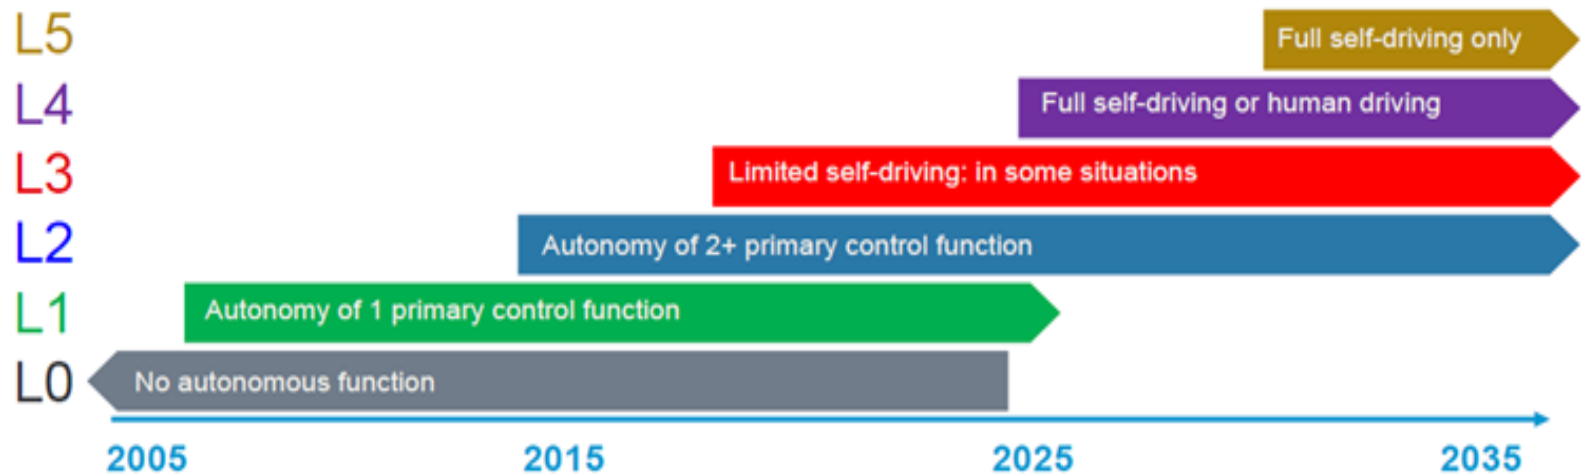 L5 Full self-driving only
L4 Full self-driving or human driving
L3 Limited self-driving: in some situations
L2 Autonomy of 2+ primary control function
L1 Autonomy of 1 primary control function
L0 No autonomous function
2005 2015 2025 2035